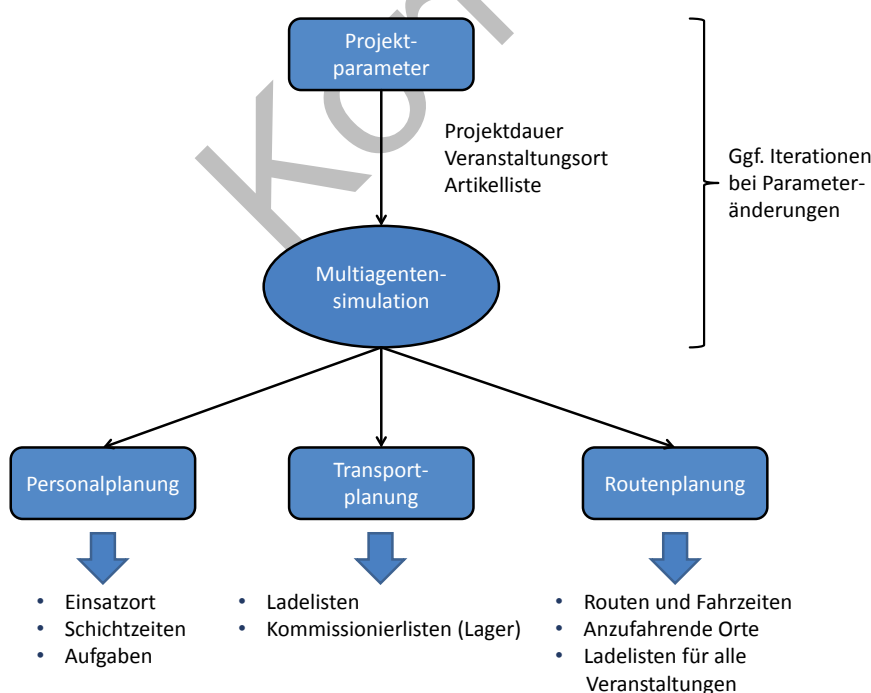 Projekt-
parameter
Projektdauer
Veranstaltungsort
Artikelliste
Ggf. Iterationen
bei Parameter-
änderungen
Multiagenten-
simulation
Personalplanung
Transport-
planung
Routenplanung
• Einsatzort
• Schichtzeiten
• Aufgaben
• Ladelisten
• Kommissionierlisten (Lager)
• Routen und Fahrzeiten
• Anzufahrende Orte
• Ladelisten für alle
Veranstaltungen